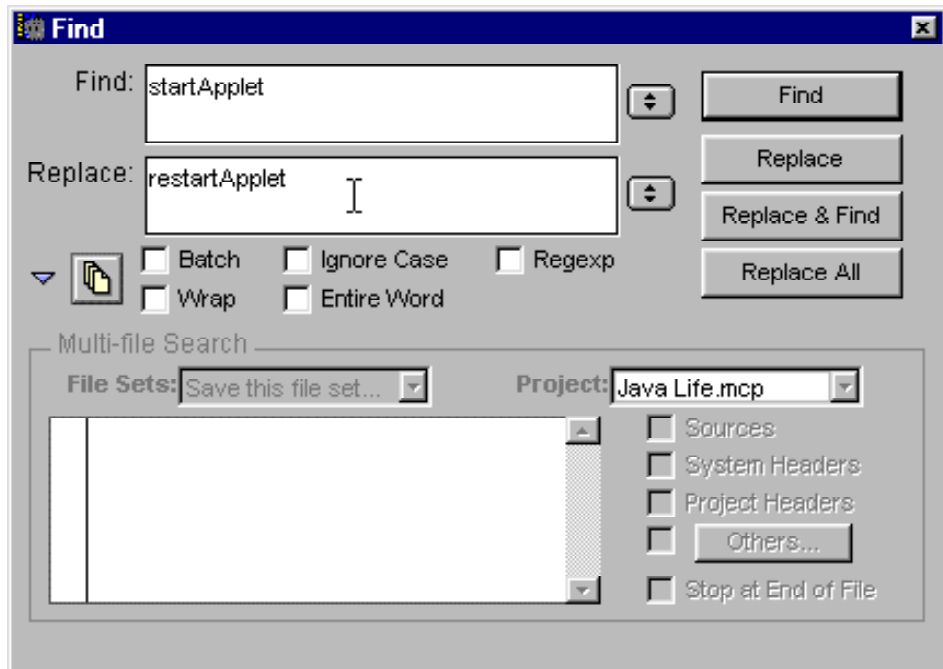 Find
Find: startApplet
Find
Replace: restartApplet
Replace
Replace & Find
Batch Ignore Case Regexp
Replace All
Wrap Entire Word
Multi-file Search
File Sets: Save this file set... Project: Java Life.mcp
Sources
System Headers
Project Headers
Others...
Stop at End of File